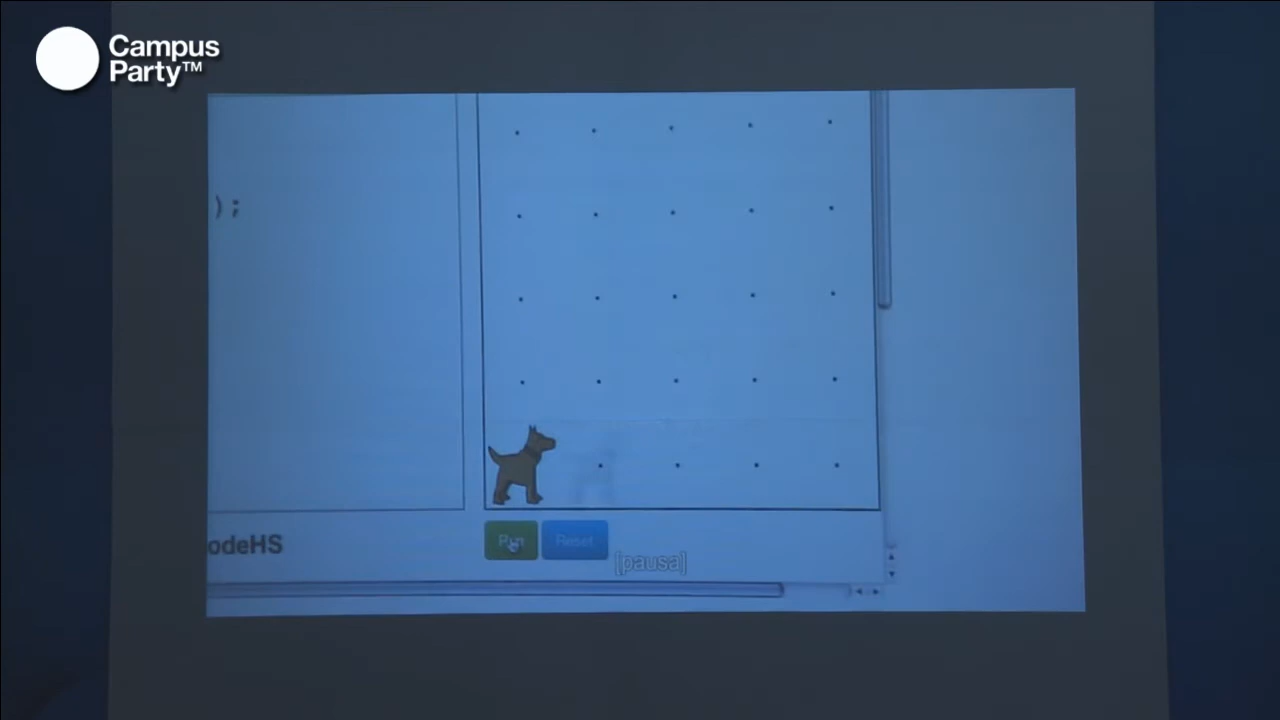 Campus
Party™
);
odeHS
Run
Reset
[pausa]